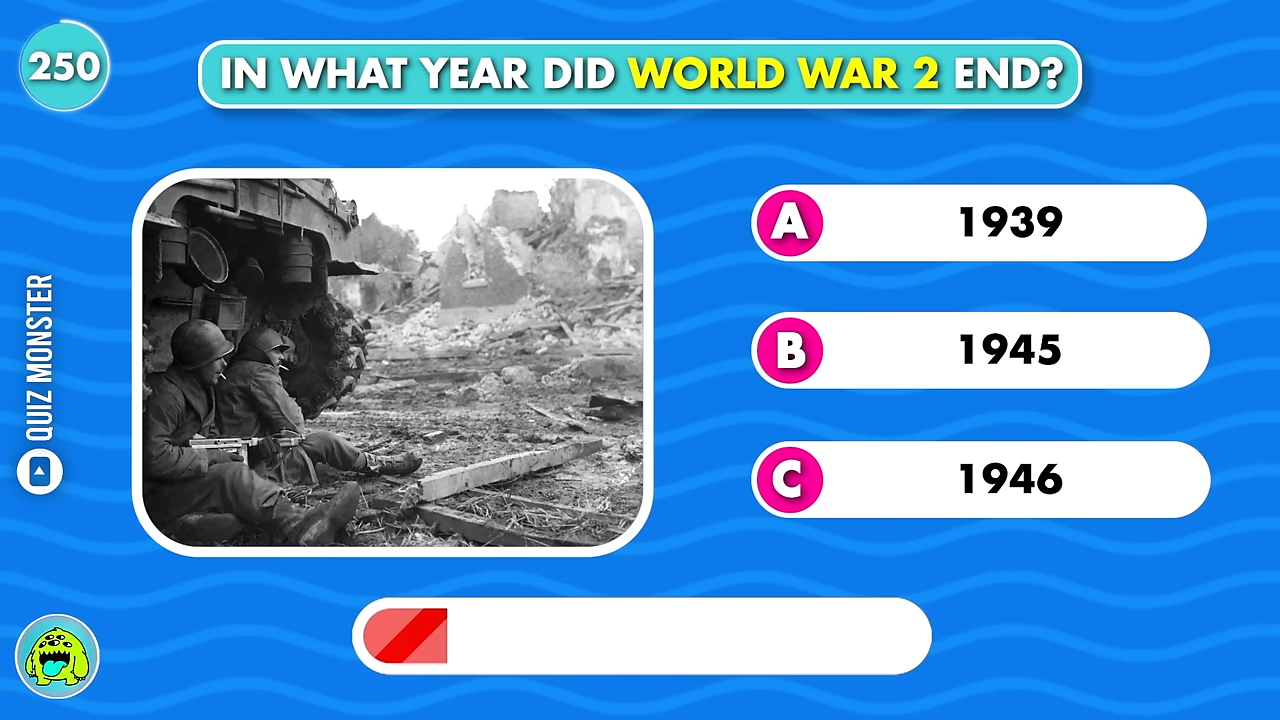 250
IN WHAT YEAR DID WORLD WAR 2 END?
A 1939
B 1945
C 1946
QUIZ MONSTER